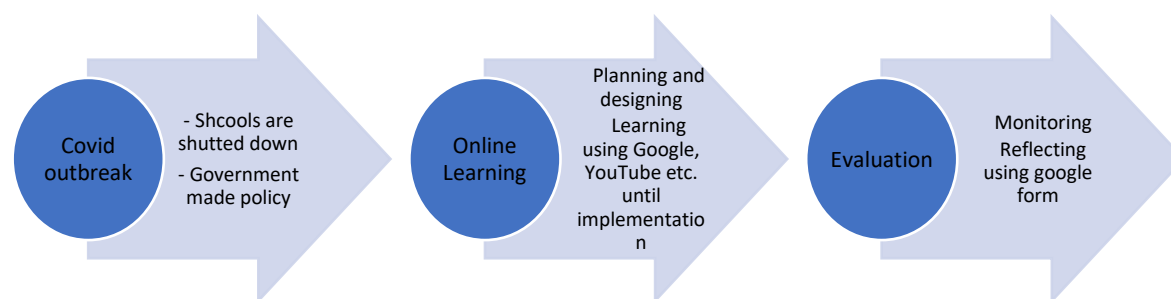 Covid
outbreak
- Shcools are
shutted down
- Government
made policy
Online
Learning
Planning and
designing
Learning
using Google,
YouTube etc.
until
implementatio
n
Evaluation
Monitoring
Reflecting
using google
form